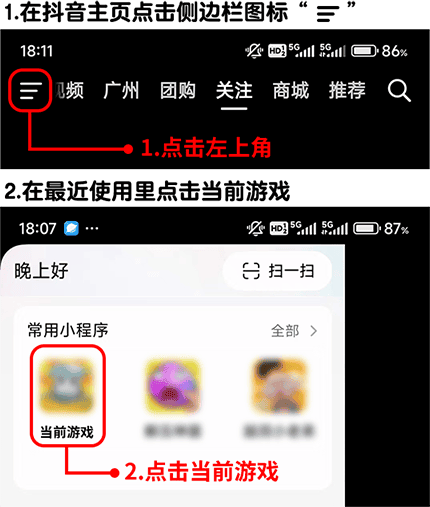 1.在抖音主页点击侧边栏图标“ ”
18:11 HD2 5G 5G 86%
视频 广州 团购 关注 商城 推荐
1.点击左上角
2.在最近使用里点击当前游戏
18:07 ··· HD2 5G 5G 87%
晚上好 扫一扫
常用小程序 全部 >
当前游戏
2.点击当前游戏